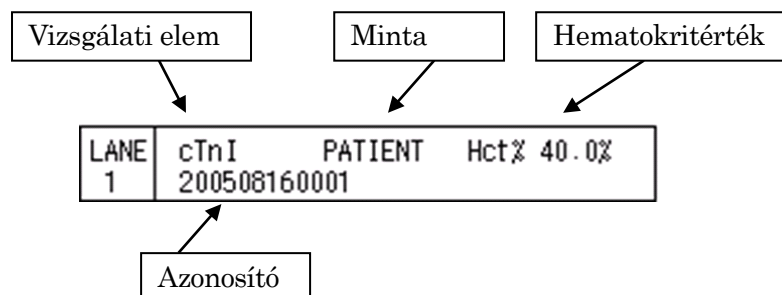 Vizsgálati elem
Minta
Hematokritérték
LANE cTnI PATIENT Hct% 40.0%
1 200508160001
Azonosító